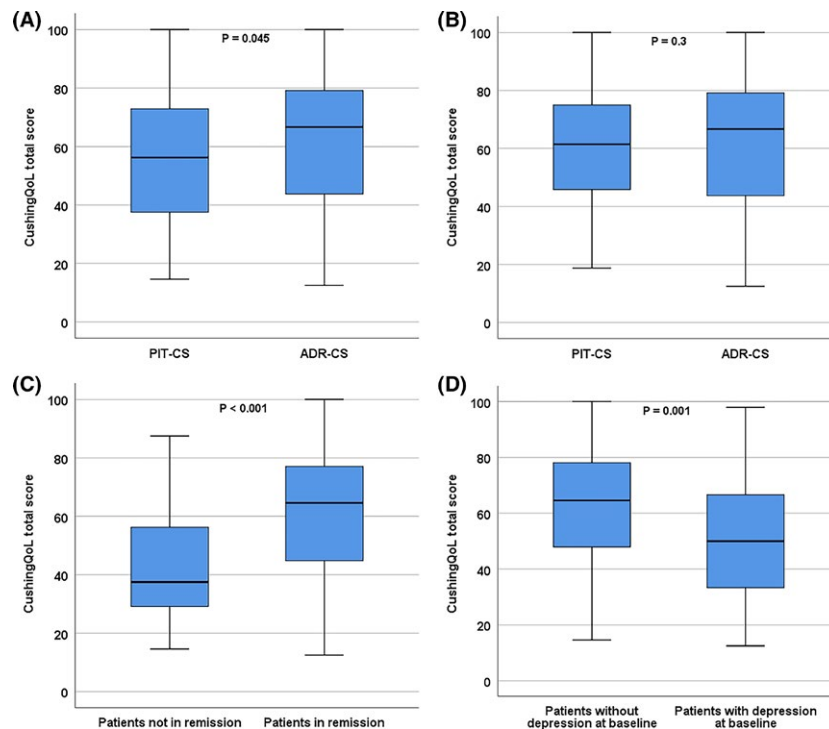 (A)
P = 0.045
CushingQoL total score
100
80
60
40
20
0
PIT-CS ADR-CS
(B)
P = 0.3
CushingQoL total score
100
80
60
40
20
0
PIT-CS ADR-CS
(C)
P < 0.001
CushingQoL total score
100
80
60
40
20
0
Patients not in remission Patients in remission
(D)
P = 0.001
CushingQoL total score
100
80
60
40
20
0
Patients without
depression at baseline
Patients with depression
at baseline